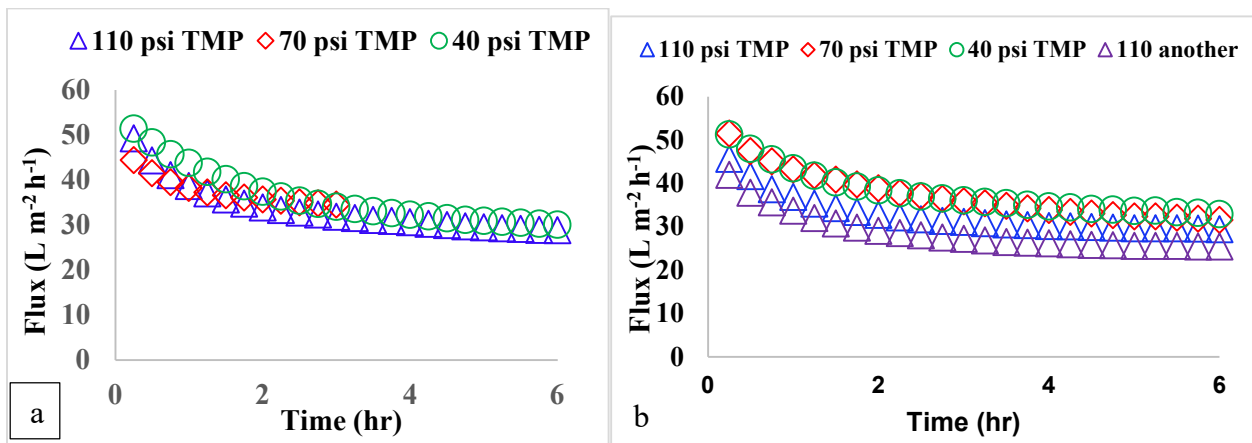 110 psi TMP 70 psi TMP 40 psi TMP
60
50
40
30
20
10
0
0 2 4 6
Flux (L m⁻² h⁻¹)
Time (hr)
a
110 psi TMP 70 psi TMP 40 psi TMP 110 another
60
50
40
30
20
10
0
0 2 4 6
Flux (L m⁻² h⁻¹)
Time (hr)
b